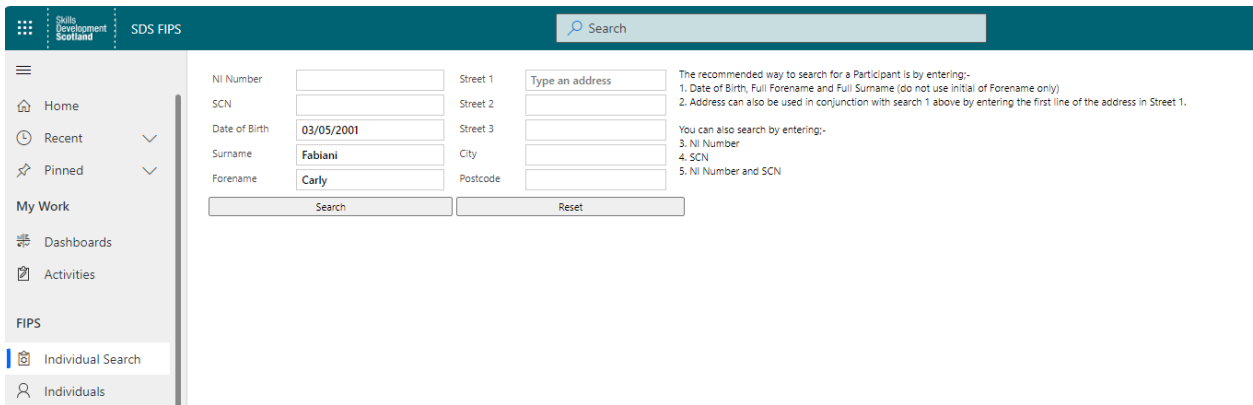 Skills
Development
Scotland
SDS FIPS
Search
Home
Recent
Pinned
My Work
Dashboards
Activities
FIPS
Individual Search
Individuals
NI Number
SCN
Date of Birth 03/05/2001
Surname Fabiani
Forename Carly
Street 1 Type an address
Street 2
Street 3
City
Postcode
Search
Reset
The recommended way to search for a Participant is by entering;-
1. Date of Birth, Full Forename and Full Surname (do not use initial of Forename only)
2. Address can also be used in conjunction with search 1 above by entering the first line of the address in Street 1.
You can also search by entering;-
3. NI Number
4. SCN
5. NI Number and SCN